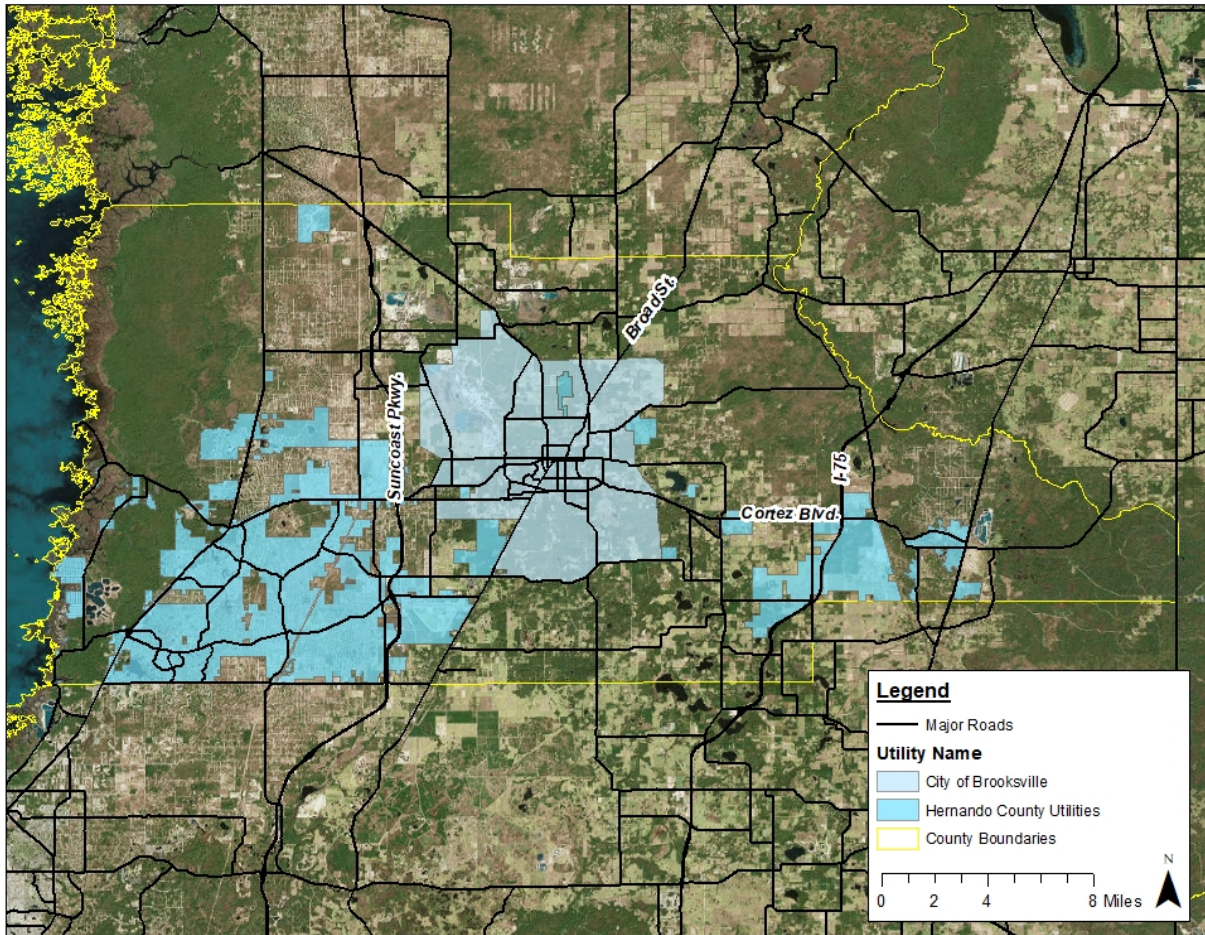 Broad St.
Suncoast Pkwy.
I-75
Cortez Blvd.
Legend
Major Roads
Utility Name
City of Brooksville
Hernando County Utilities
County Boundaries
N
0 2 4 8 Miles